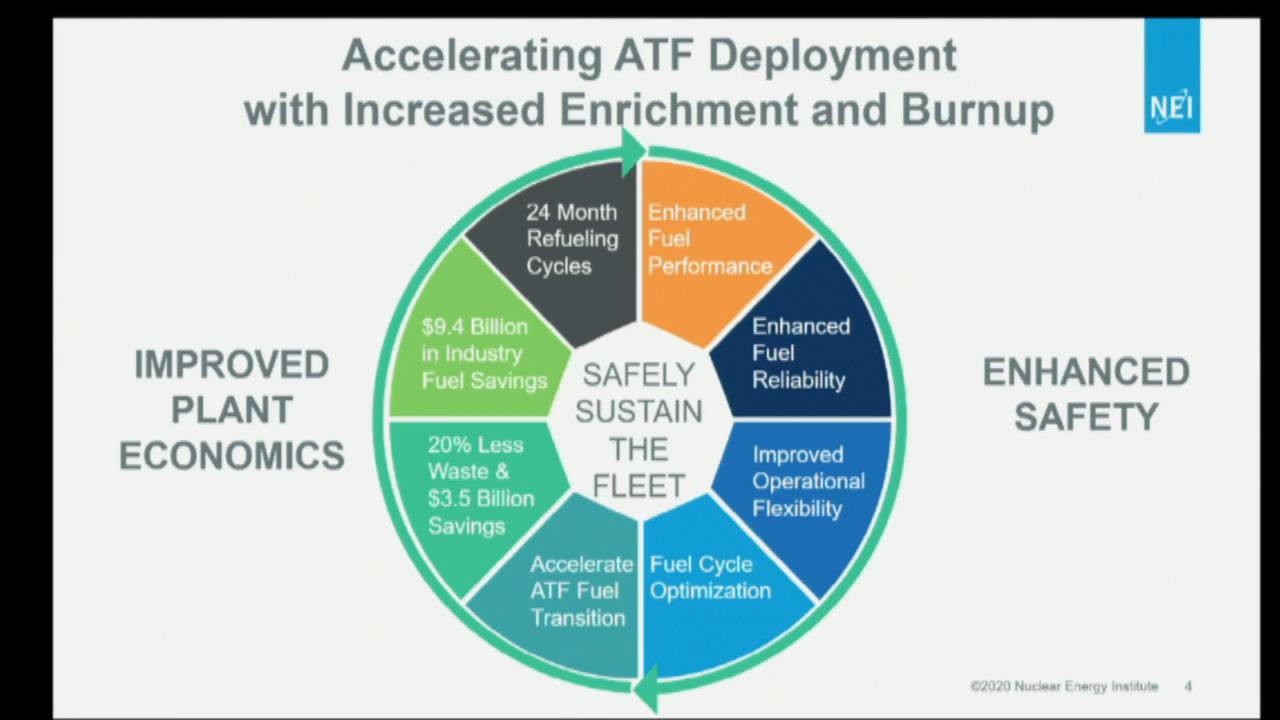 Accelerating ATF Deployment
with Increased Enrichment and Burnup
NEI
24 Month
Refueling
Cycles
Enhanced
Fuel
Performance
$9.4 Billion
in Industry
Fuel Savings
Enhanced
Fuel
Reliability
IMPROVED
PLANT
ECONOMICS
SAFELY
SUSTAIN
THE
FLEET
ENHANCED
SAFETY
20% Less
Waste &
$3.5 Billion
Savings
Improved
Operational
Flexibility
Accelerate
ATF Fuel
Transition
Fuel Cycle
Optimization
©2020 Nuclear Energy Institute 4